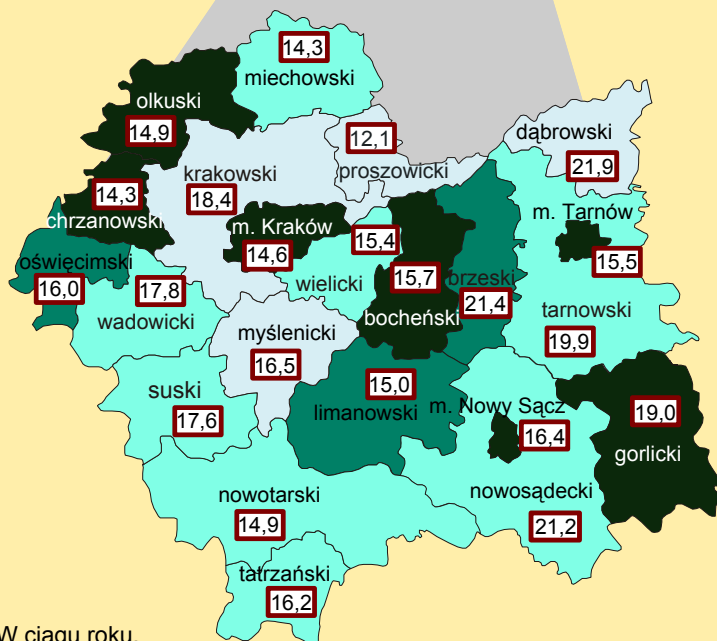 14,3
miechowski
olkuski
14,9
12,1
proszowicki
dąbrowski
21,9
krakowski
18,4
14,3
chrzanowski
m. Kraków
14,6
15,4
wielicki
m. Tarnów
15,5
oświęcimski
16,0
17,8
wadowicki
15,7
bocheński
brzeski
21,4
tarnowski
19,9
myślenicki
16,5
15,0
limanowski
suski
17,6
m. Nowy Sącz
16,4
19,0
gorlicki
nowotarski
14,9
nowosądecki
21,2
tatrzański
16,2
W ciągu roku.